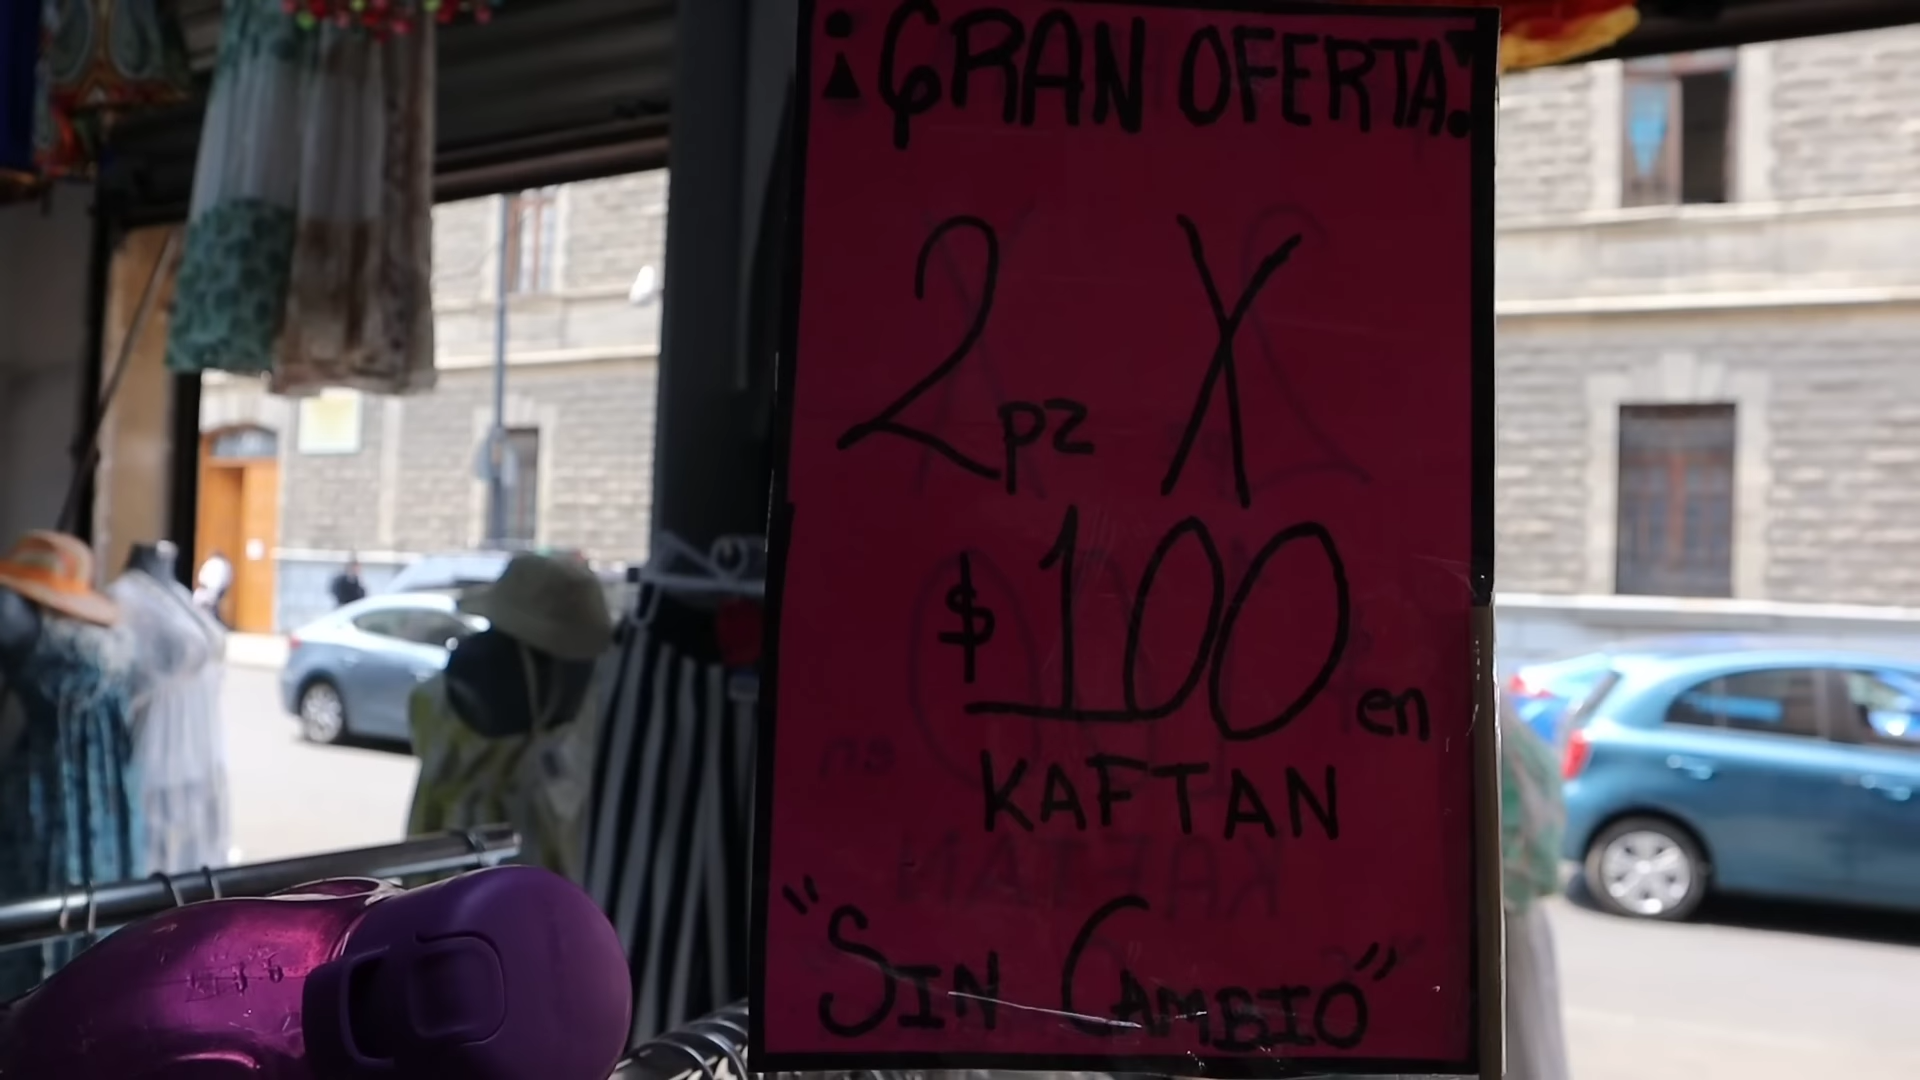 ¡GRAN OFERTA!
2pz X
$100 en
KAFTAN
"SIN CAMBIO"